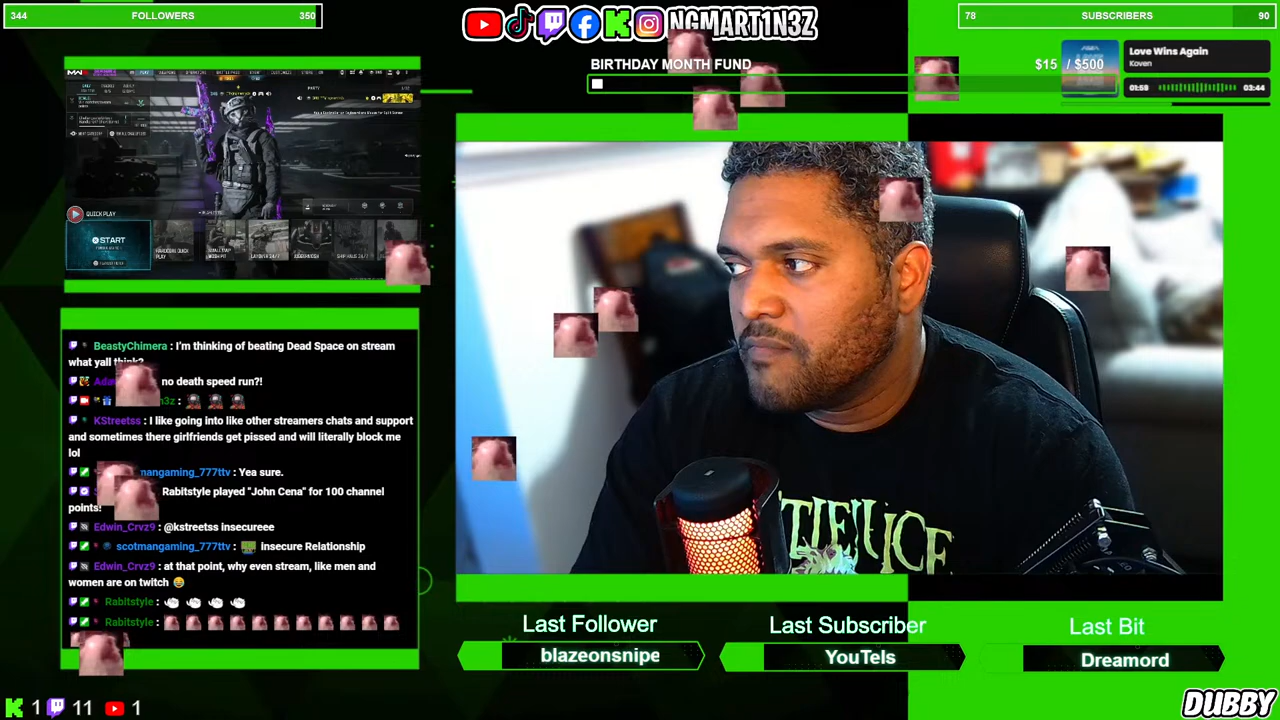 344 FOLLOWERS 350
NGMART1N3Z
78 SUBSCRIBERS 90
BIRTHDAY MONTH FUND
$15 / $500
Love Wins Again
Koven
01:59 03:44
QUICK PLAY
START
BeastyChimera : I'm thinking of beating Dead Space on stream
what yall think?
no death speed run?!
KStreetss : I like going into like other streamers chats and support
and sometimes there girlfriends get pissed and will literally block me
lol
mangaming_777ttv : Yea sure.
Rabitstyle played "John Cena" for 100 channel
points!
Edwin_Crvz9 : @kstreetss insecureee
scotmangaming_777ttv : insecure Relationship
Edwin_Crvz9 : at that point, why even stream, like men and
women are on twitch
Rabitstyle :
Rabitstyle :
Last Follower
blazeonsnipe
Last Subscriber
YouTels
Last Bit
Dreamord
1 11 1
DUBBY